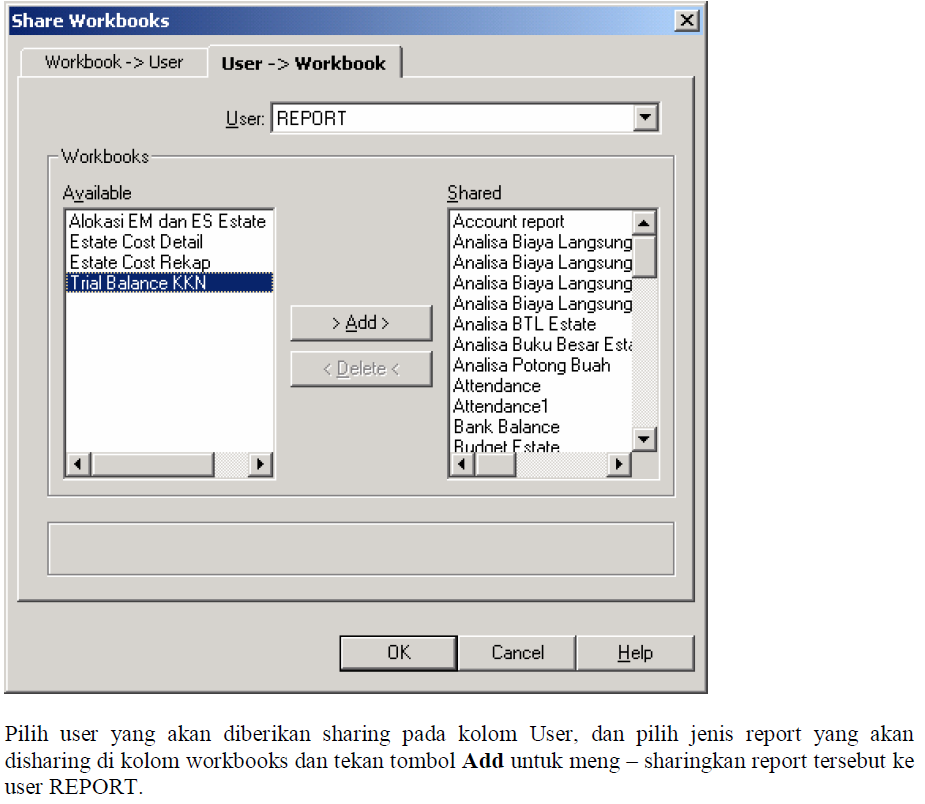 Share Workbooks
Workbook -> User
User -> Workbook
User: REPORT
Workbooks
Available
Alokasi EM dan ES Estate
Estate Cost Detail
Estate Cost Rekap
Trial Balance KKN
> Add >
< Delete <
Shared
Account report
Analisa Biaya Langsung
Analisa Biaya Langsung
Analisa Biaya Langsung
Analisa Biaya Langsung
Analisa BTL Estate
Analisa Buku Besar Esta
Analisa Potong Buah
Attendance
Attendance1
Bank Balance
Budget Estate
OK
Cancel
Help
Pilih user yang akan diberikan sharing pada kolom User, dan pilih jenis report yang akan
disharing di kolom workbooks dan tekan tombol Add untuk meng – sharingkan report tersebut ke
user REPORT.